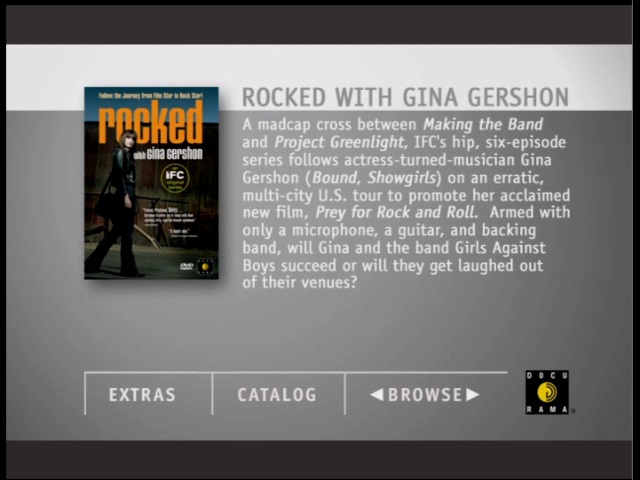 ROCKED WITH GINA GERSHON
A madcap cross between Making the Band
and Project Greenlight, IFC's hip, six-episode
series follows actress-turned-musician Gina
Gershon (Bound, Showgirls) on an erratic,
multi-city U.S. tour to promote her acclaimed
new film, Prey for Rock and Roll. Armed with
only a microphone, a guitar, and backing
band, will Gina and the band Girls Against
Boys succeed or will they get laughed out
of their venues?
Follow the Journey from Film Star to Rock Star!
rocked
with Gina Gershon
an
IFC
original
series
DVD
EXTRAS
CATALOG
◀BROWSE▶
DOCU
RAMA